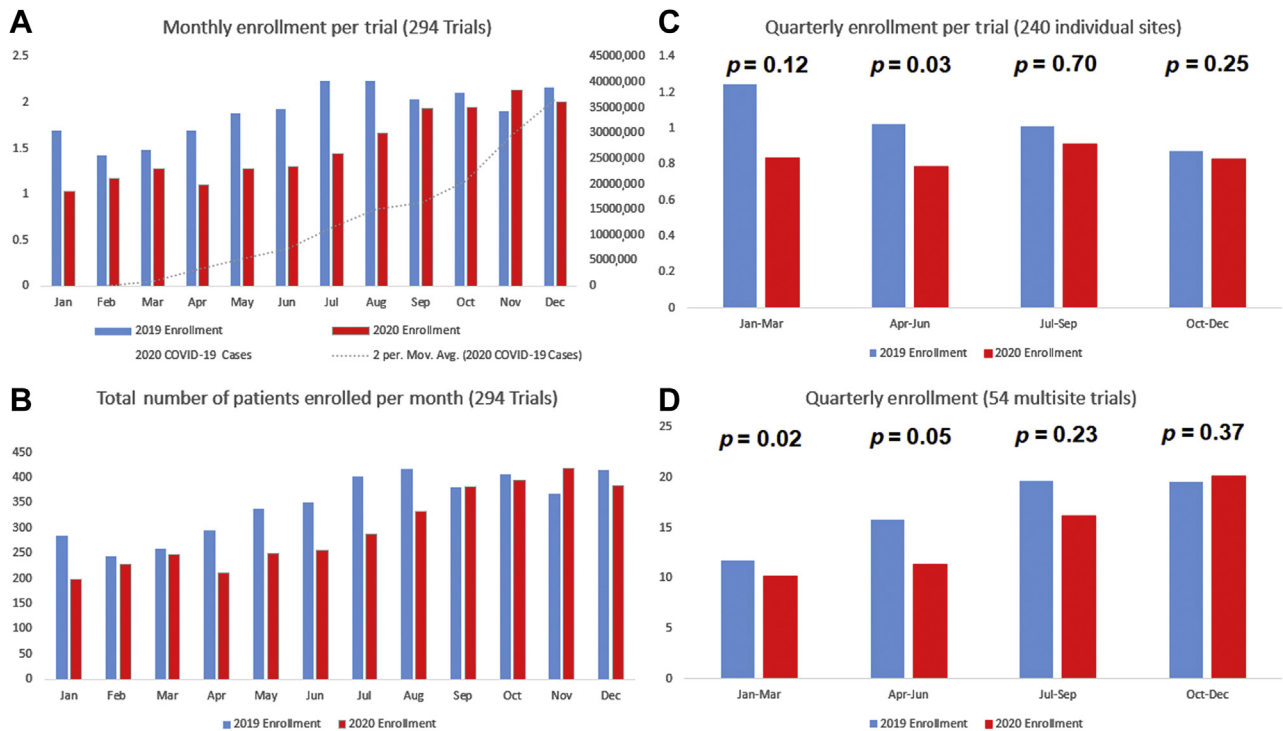 A
Monthly enrollment per trial (294 Trials)
2.5
2
1.5
1
0.5
0
45000,000
40000,000
35000,000
30000,000
25000,000
20000,000
15000,000
10000,000
5000,000
0
Jan Feb Mar Apr May Jun Jul Aug Sep Oct Nov Dec
2019 Enrollment 2020 Enrollment
2020 COVID-19 Cases 2 per. Mov. Avg. (2020 COVID-19 Cases)
B
Total number of patients enrolled per month (294 Trials)
450
400
350
300
250
200
150
100
50
0
Jan Feb Mar Apr May Jun Jul Aug Sep Oct Nov Dec
2019 Enrollment 2020 Enrollment
C
Quarterly enrollment per trial (240 individual sites)
p = 0.12 p = 0.03 p = 0.70 p = 0.25
1.4
1.2
1
0.8
0.6
0.4
0.2
0
Jan-Mar Apr-Jun Jul-Sep Oct-Dec
2019 Enrollment 2020 Enrollment
D
Quarterly enrollment (54 multisite trials)
p = 0.02 p = 0.05 p = 0.23 p = 0.37
25
20
15
10
5
0
Jan-Mar Apr-Jun Jul-Sep Oct-Dec
2019 Enrollment 2020 Enrollment